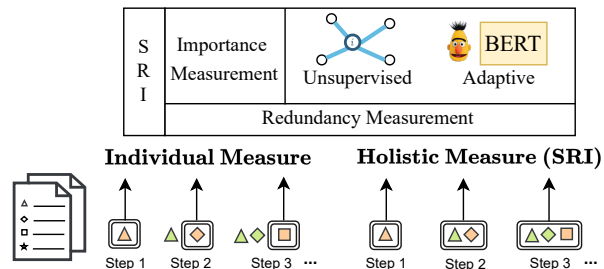 S
R
I
Importance
Measurement
i
Unsupervised
BERT
Adaptive
Redundancy Measurement
Individual Measure
Holistic Measure (SRI)
Step 1 Step 2 Step 3 ...
Step 1 Step 2 Step 3 ...